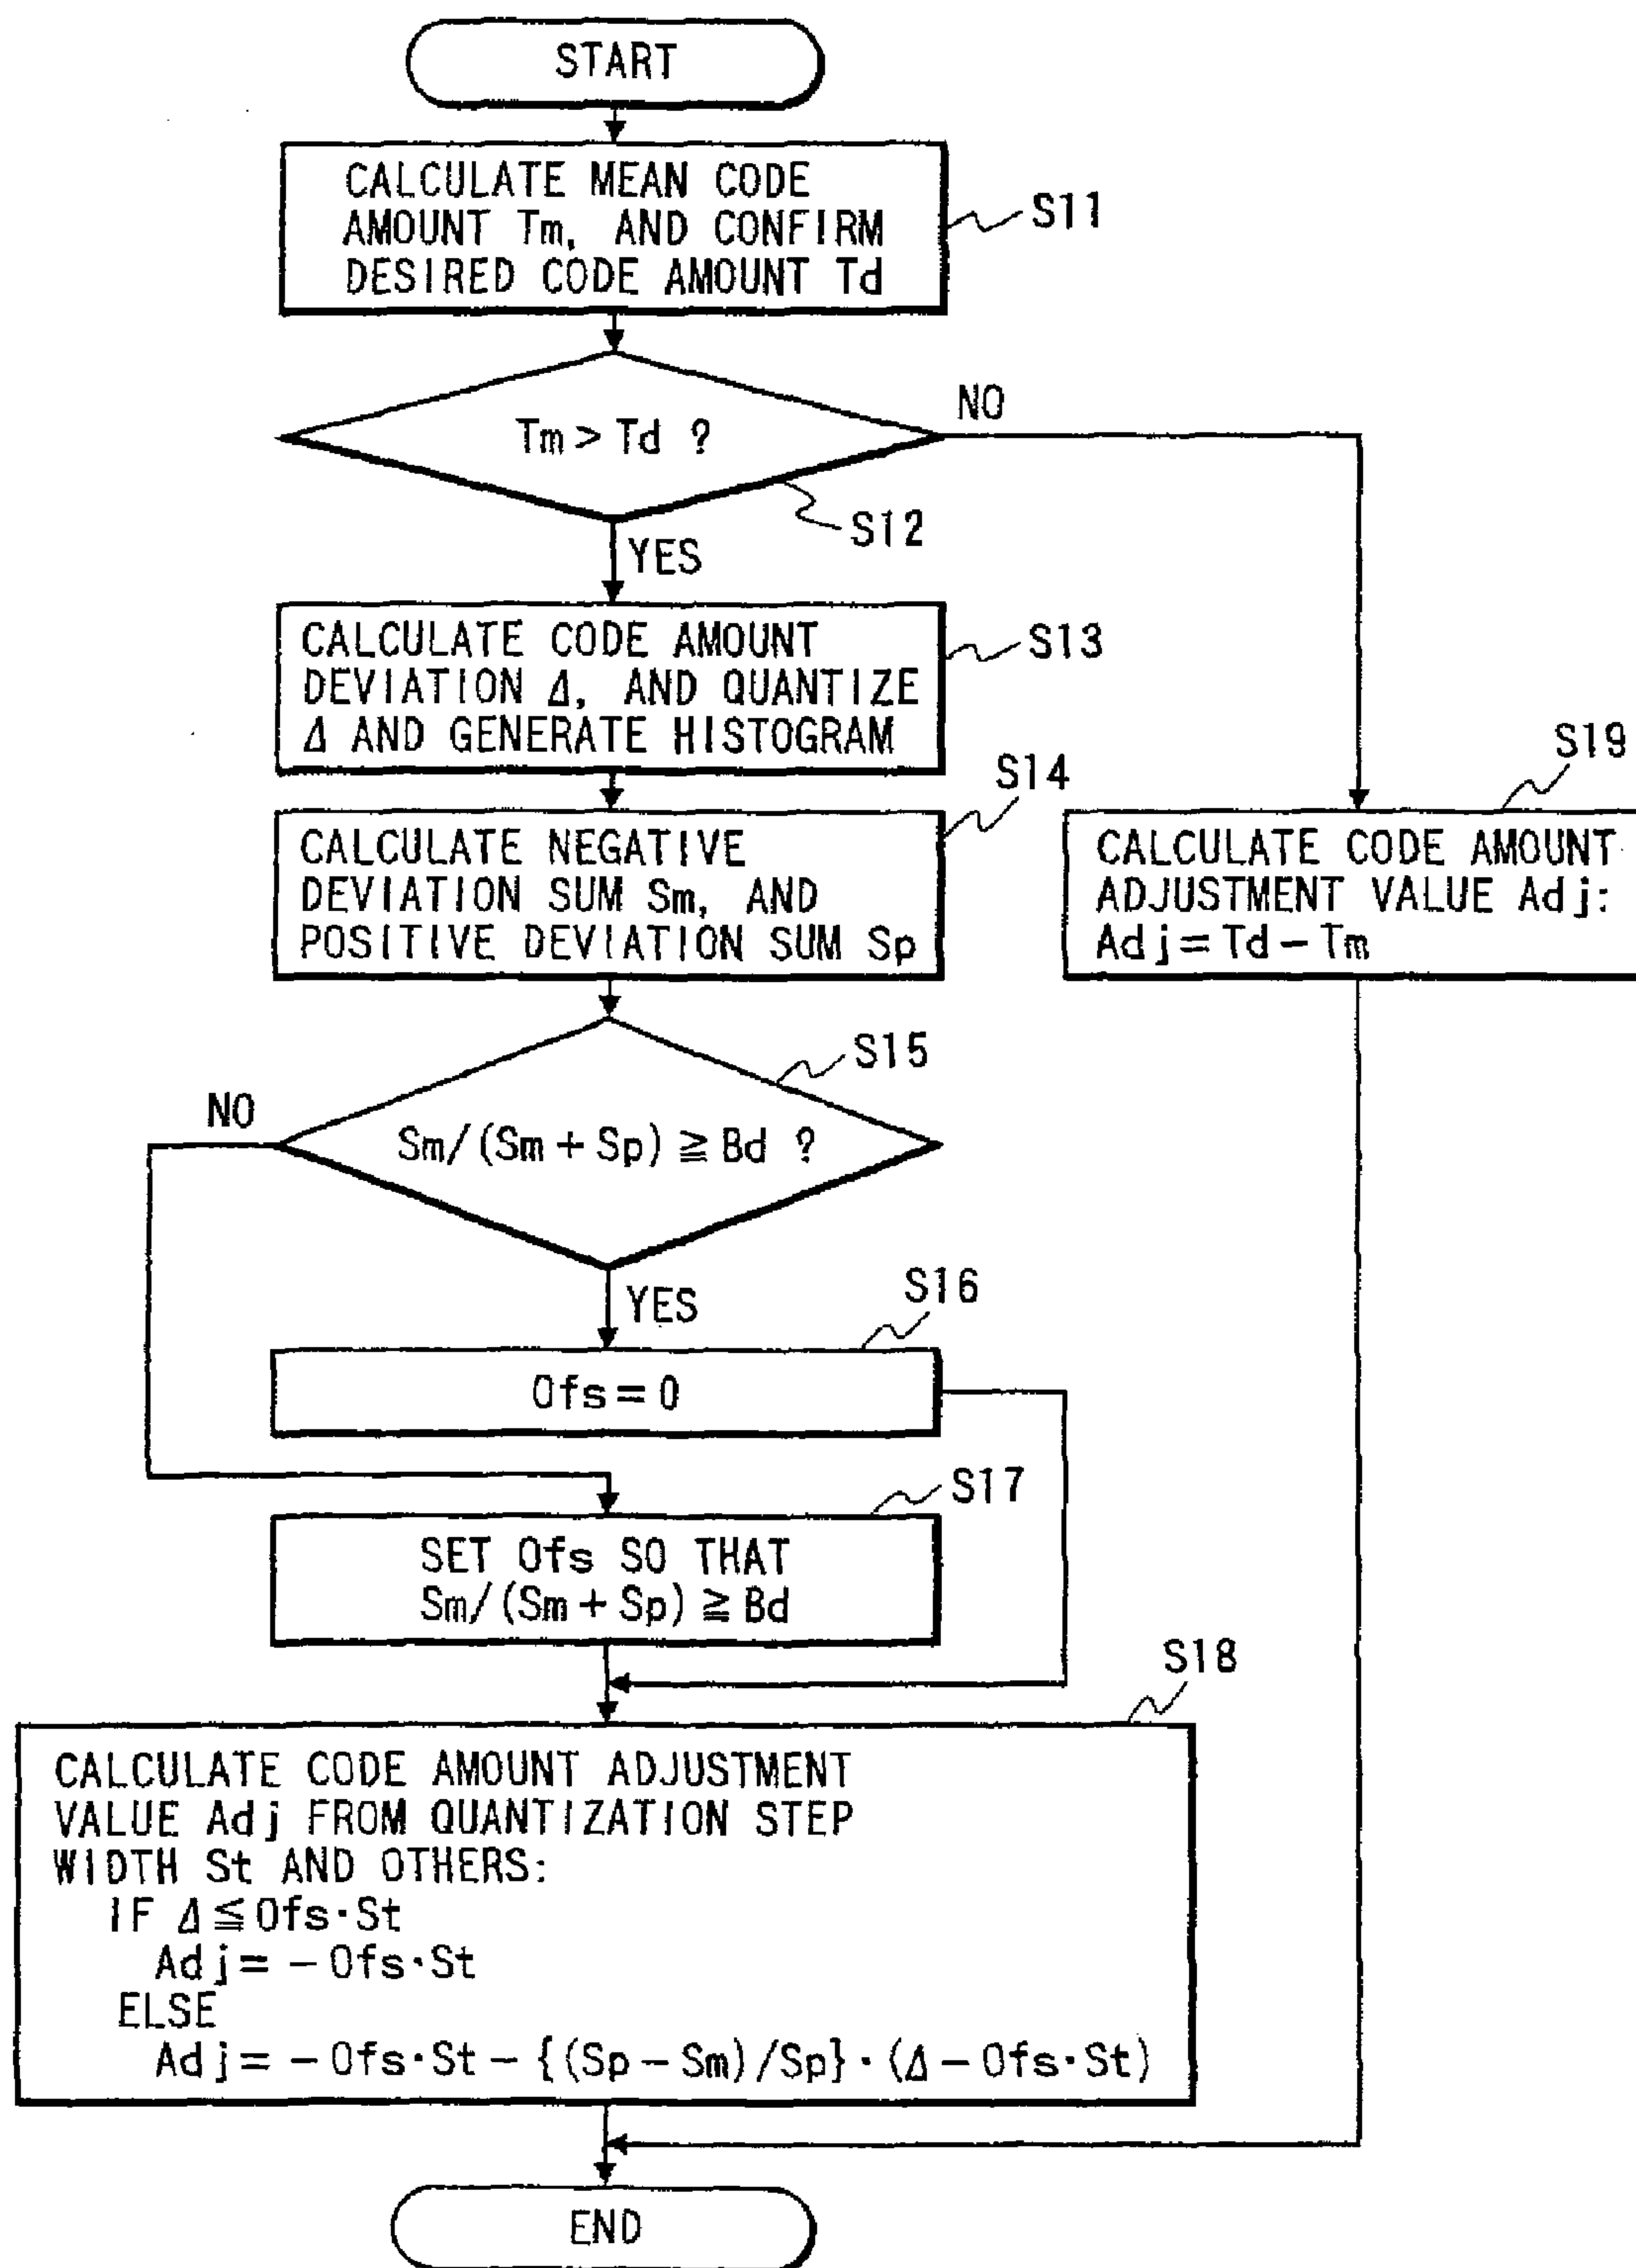 START
CALCULATE MEAN CODE
AMOUNT Tm, AND CONFIRM
DESIRED CODE AMOUNT Td
S11
Tm > Td ?
NO
S12
YES
CALCULATE CODE AMOUNT
DEVIATION Δ, AND QUANTIZE
Δ AND GENERATE HISTOGRAM
S13
CALCULATE NEGATIVE
DEVIATION SUM Sm, AND
POSITIVE DEVIATION SUM Sp
S14
CALCULATE CODE AMOUNT
ADJUSTMENT VALUE Adj:
Adj = Td − Tm
S19
Sm/(Sm + Sp) ≧ Bd ?
S15
NO
YES
S16
Ofs = 0
S17
SET Ofs SO THAT
Sm/(Sm + Sp) ≧ Bd
S18
CALCULATE CODE AMOUNT ADJUSTMENT
VALUE Adj FROM QUANTIZATION STEP
WIDTH St AND OTHERS:
IF Δ ≦ Ofs·St
Adj = − Ofs·St
ELSE
Adj = − Ofs·St − {(Sp − Sm)/Sp}·(Δ − Ofs·St)
END